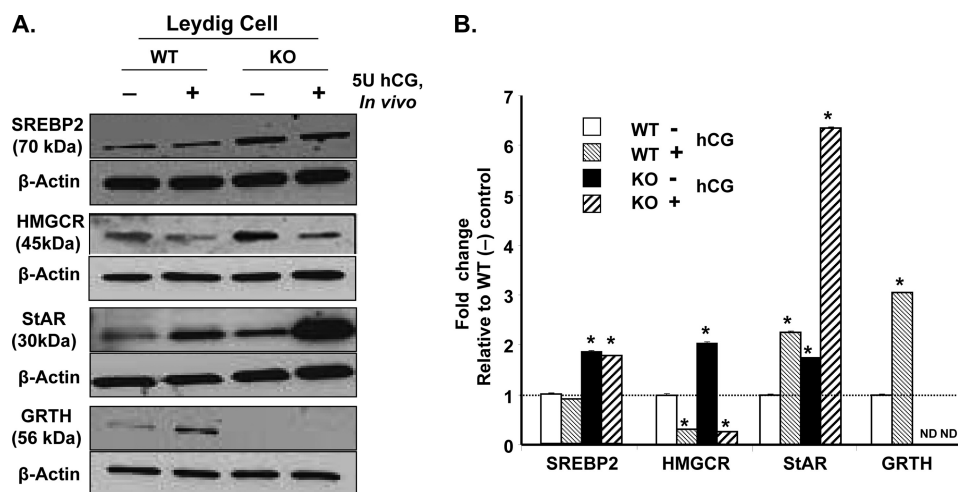 A.
Leydig Cell
WT KO
– + – +
5U hCG,
In vivo
SREBP2
(70 kDa)
β-Actin
HMGCR
(45kDa)
β-Actin
StAR
(30kDa)
β-Actin
GRTH
(56 kDa)
β-Actin
B.
Fold change
Relative to WT (–) control
7
6
5
4
3
2
1
0
WT -
WT +
hCG
KO -
KO +
hCG
* *
* * *
* * *
*
ND ND
SREBP2 HMGCR StAR GRTH